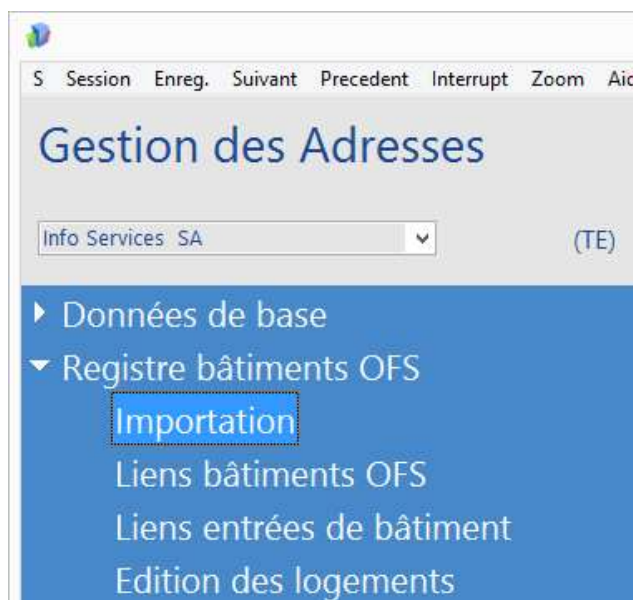 S Session Enreg. Suivant Precedent Interrupt Zoom
Gestion des Adresses
Info Services SA (TE)
Données de base
Registre bâtiments OFS
Importation
Liens bâtiments OFS
Liens entrées de bâtiment
Edition des logements